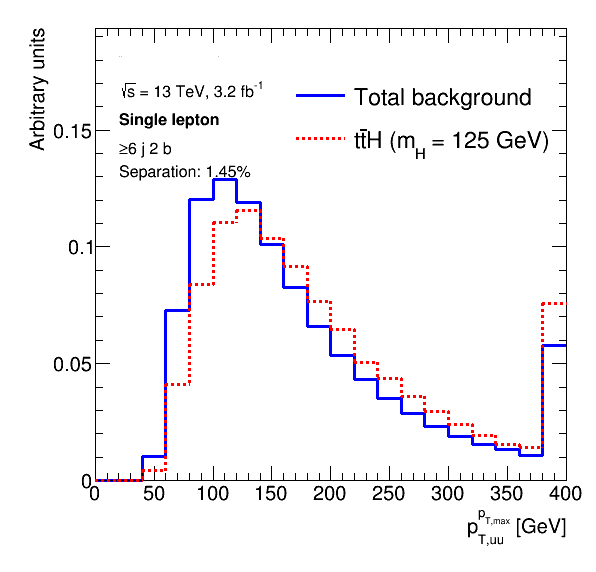 Arbitrary units
√s = 13 TeV, 3.2 fb⁻¹
Single lepton
≥6 j 2 b
Separation: 1.45%
Total background
tt̄H (m_H = 125 GeV)
0.15
0.1
0.05
0
0 50 100 150 200 250 300 350 400
p_{T,uu}^{p_{T,max}} [GeV]